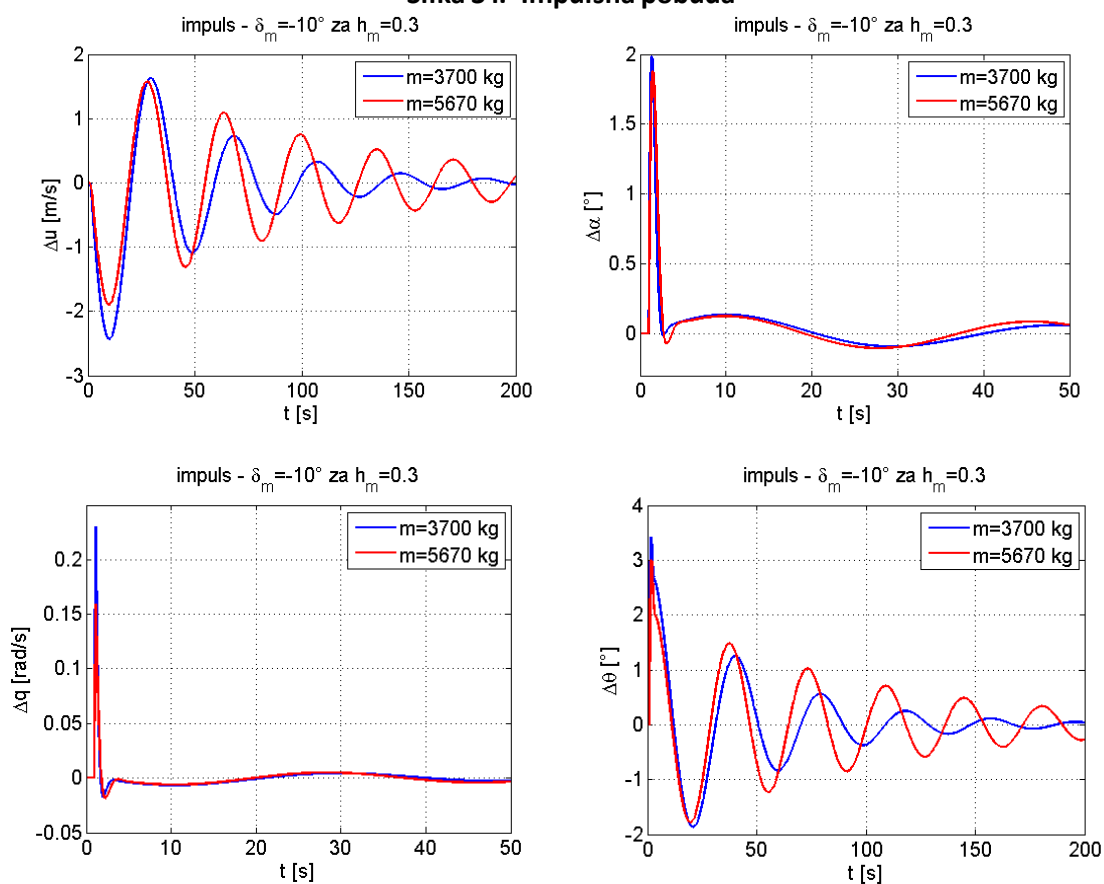 impuls - δm=-10° za hm=0.3
m=3700 kg
m=5670 kg
2
1
0
-1
-2
-3
Δu [m/s]
0
50
100
150
200
t [s]
impuls - δm=-10° za hm=0.3
m=3700 kg
m=5670 kg
2
1.5
1
0.5
0
Δα [°]
0
10
20
30
40
50
t [s]
impuls - δm=-10° za hm=0.3
m=3700 kg
m=5670 kg
0.2
0.15
0.1
0.05
0
-0.05
Δq [rad/s]
0
10
20
30
40
50
t [s]
impuls - δm=-10° za hm=0.3
m=3700 kg
m=5670 kg
4
3
2
1
0
-1
-2
Δθ [°]
0
50
100
150
200
t [s]